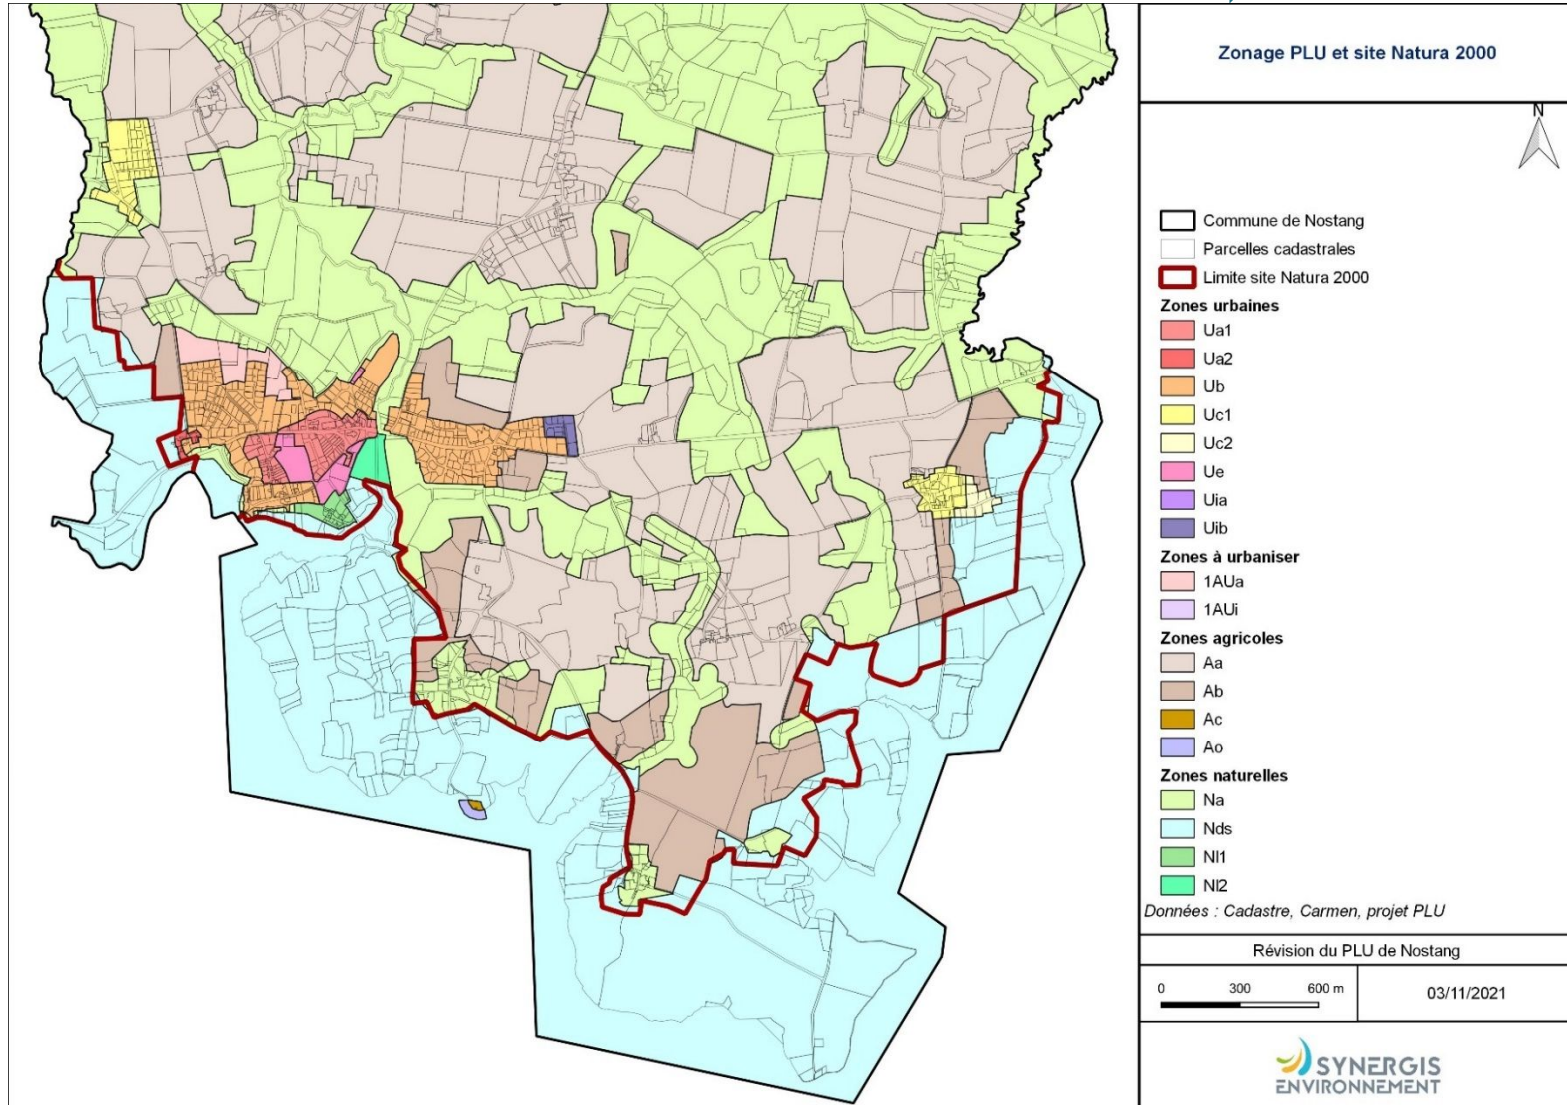 Zonage PLU et site Natura 2000
N
Commune de Nostang
Parcelles cadastrales
Limite site Natura 2000
Zones urbaines
Ua1
Ua2
Ub
Uc1
Uc2
Ue
Uia
Uib
Zones à urbaniser
1AUa
1AUi
Zones agricoles
Aa
Ab
Ac
Ao
Zones naturelles
Na
Nds
Nl1
Nl2
Données : Cadastre, Carmen, projet PLU
Révision du PLU de Nostang
0 300 600 m
03/11/2021
SYNERGIS
ENVIRONNEMENT